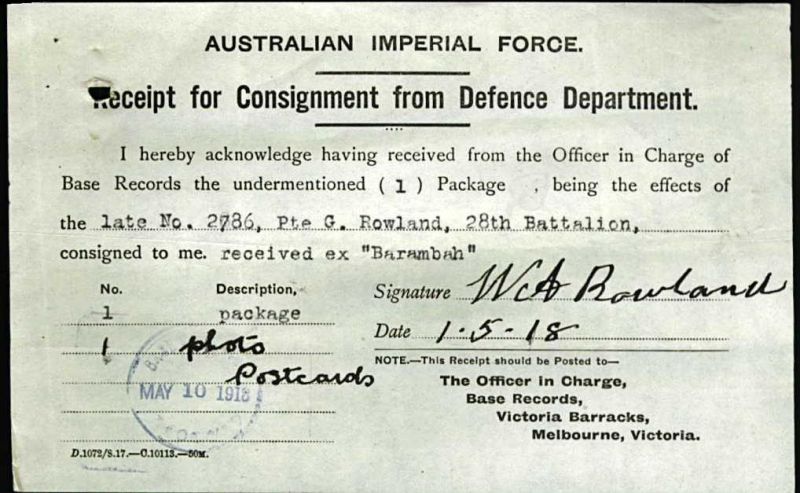 AUSTRALIAN IMPERIAL FORCE.
Receipt for Consignment from Defence Department.
I hereby acknowledge having received from the Officer in Charge of
Base Records the undermentioned ( 1 ) Package , being the effects of
the late No. 2786, Pte G. Rowland, 28th Battalion,
consigned to me. received ex "Barambah"
No. Description,
1 package
1 photo
Postcards
Signature W A Rowland
Date 1.5-18
NOTE.—This Receipt should be Posted to—
The Officer in Charge,
Base Records,
Victoria Barracks,
Melbourne, Victoria.
MAY 10 1918
D.1072/8.17.—C.10113.—50M.